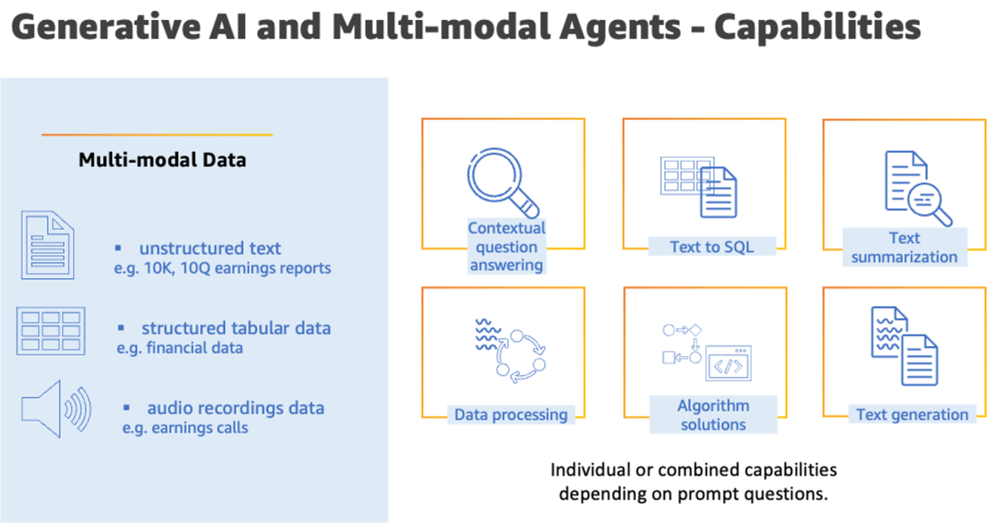 Generative AI and Multi-modal Agents - Capabilities
Multi-modal Data
▪ unstructured text
e.g. 10K, 10Q earnings reports
▪ structured tabular data
e.g. financial data
▪ audio recordings data
e.g. earnings calls
Contextual
question
answering
Text to SQL
Text
summarization
Data processing
</>
Algorithm
solutions
Text generation
Individual or combined capabilities
depending on prompt questions.